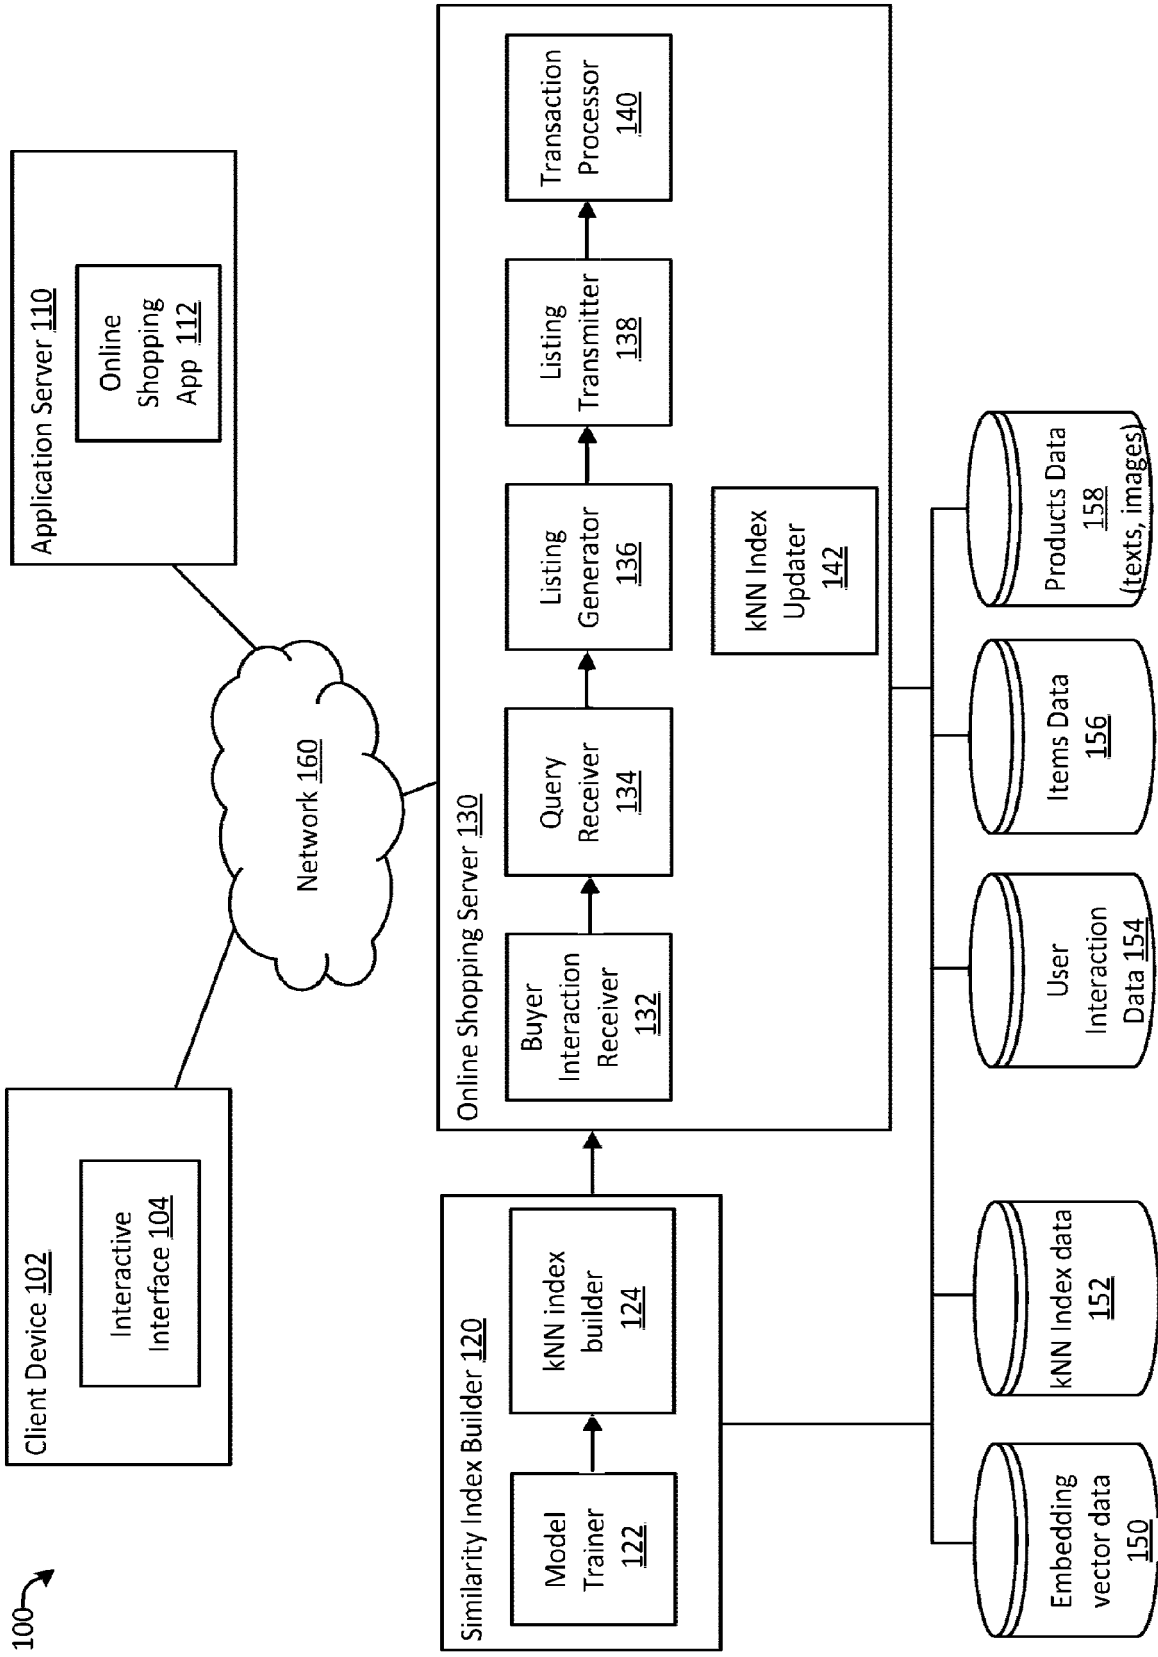 100
Client Device 102
Interactive
Interface 104
Application Server 110
Online
Shopping
App 112
Network 160
Similarity Index Builder 120
Model
Trainer
122
kNN index
builder
124
Online Shopping Server 130
Buyer
Interaction
Receiver
132
Query
Receiver
134
Listing
Generator
136
Listing
Transmitter
138
Transaction
Processor
140
kNN Index
Updater
142
Embedding
vector data
150
kNN Index data
152
User
Interaction
Data 154
Items Data
156
Products Data
158
(texts, images)